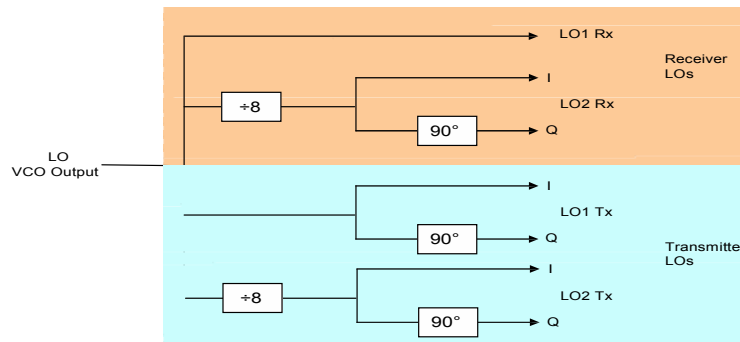 LO1 Rx
Receiver
LOs
I
÷8
LO2 Rx
90°
Q
LO
VCO Output
I
LO1 Tx
90°
Q
Transmitte
LOs
I
÷8
LO2 Tx
90°
Q